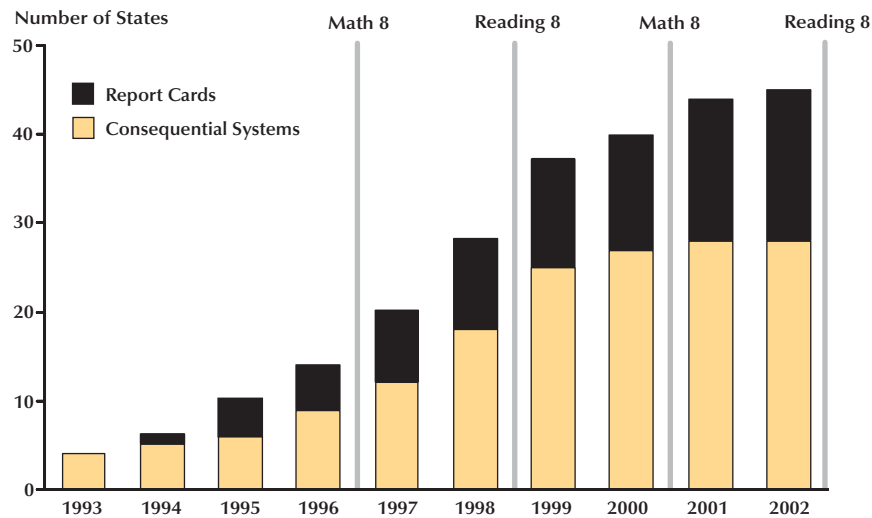 Number of States
Math 8 Reading 8 Math 8 Reading 8
50
Report Cards
Consequential Systems
40
30
20
10
0
1993 1994 1995 1996 1997 1998 1999 2000 2001 2002